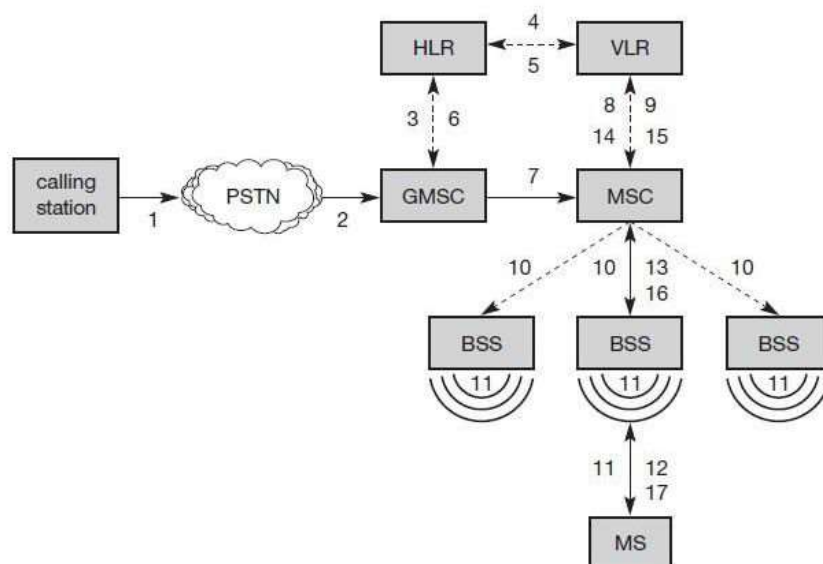 4
HLR
VLR
5
3 6
8 9
14 15
calling
station
PSTN
GMSC
7
MSC
1
2
10
10
13
10
16
BSS
BSS
BSS
11
11
11
11
12
17
MS